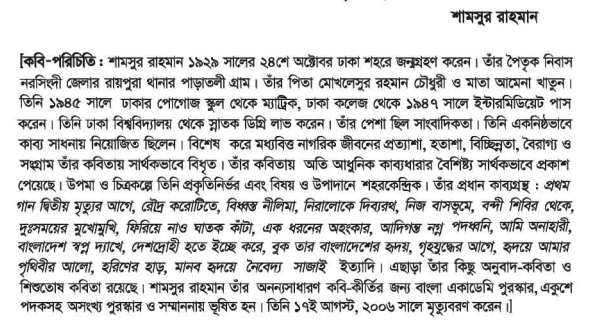 শামসুর রাহমান
[কবি-পরিচিতি : শামসুর রাহমান ১৯২৯ সালের ২৪শে অক্টোবর ঢাকা শহরে জন্মগ্রহণ করেন। তাঁর পৈতৃক নিবাস
নরসিংদী জেলার রায়পুরা থানার পাড়াতলী গ্রাম। তাঁর পিতা মোখলেসুর রহমান চৌধুরী ও মাতা আমেনা খাতুন।
তিনি ১৯৪৫ সালে ঢাকার পোগোজ স্কুল থেকে ম্যাট্রিক, ঢাকা কলেজ থেকে ১৯৪৭ সালে ইন্টারমিডিয়েট পাস
করেন। তিনি ঢাকা বিশ্ববিদ্যালয় থেকে স্নাতক ডিগ্রি লাভ করেন। তাঁর পেশা ছিল সাংবাদিকতা। তিনি একনিষ্ঠভাবে
কাব্য সাধনায় নিয়োজিত ছিলেন। বিশেষ করে মধ্যবিত্ত নাগরিক জীবনের প্রত্যাশা, হতাশা, বিচ্ছিন্নতা, বৈরাগ্য ও
সংগ্রাম তাঁর কবিতায় সার্থকভাবে বিধৃত। তাঁর কবিতায় অতি আধুনিক কাব্যধারার বৈশিষ্ট্য সার্থকভাবে প্রকাশ
পেয়েছে। উপমা ও চিত্রকল্পে তিনি প্রকৃতিনির্ভর এবং বিষয় ও উপাদানে শহরকেন্দ্রিক। তাঁর প্রধান কাব্যগ্রন্থ : প্রথম
গান দ্বিতীয় মৃত্যুর আগে, রৌদ্র করোটিতে, বিধ্বস্ত নীলিমা, নিরালোকে দিব্যরথ, নিজ বাসভূমে, বন্দী শিবির থেকে,
দুঃসময়ের মুখোমুখি, ফিরিয়ে নাও ঘাতক কাঁটা, এক ধরনের অহংকার, আদিগন্ত নগ্ন পদধ্বনি, আমি অনাহারী,
বাংলাদেশ স্বপ্ন দ্যাখে, দেশদ্রোহী হতে ইচ্ছে করে, বুক তার বাংলাদেশের হৃদয়, গৃহযুদ্ধের আগে, হৃদয়ে আমার
পৃথিবীর আলো, হরিণের হাড়, মানব হৃদয়ে নৈবেদ্য সাজাই ইত্যাদি। এছাড়া তাঁর কিছু অনুবাদ-কবিতা ও
শিশুতোষ কবিতা রয়েছে। শামসুর রাহমান তাঁর অনন্যসাধারণ কবি-কীর্তির জন্য বাংলা একাডেমি পুরস্কার, একুশে
পদকসহ অসংখ্য পুরস্কার ও সম্মাননায় ভূষিত হন। তিনি ১৭ই আগস্ট, ২০০৬ সালে মৃত্যুবরণ করেন।]